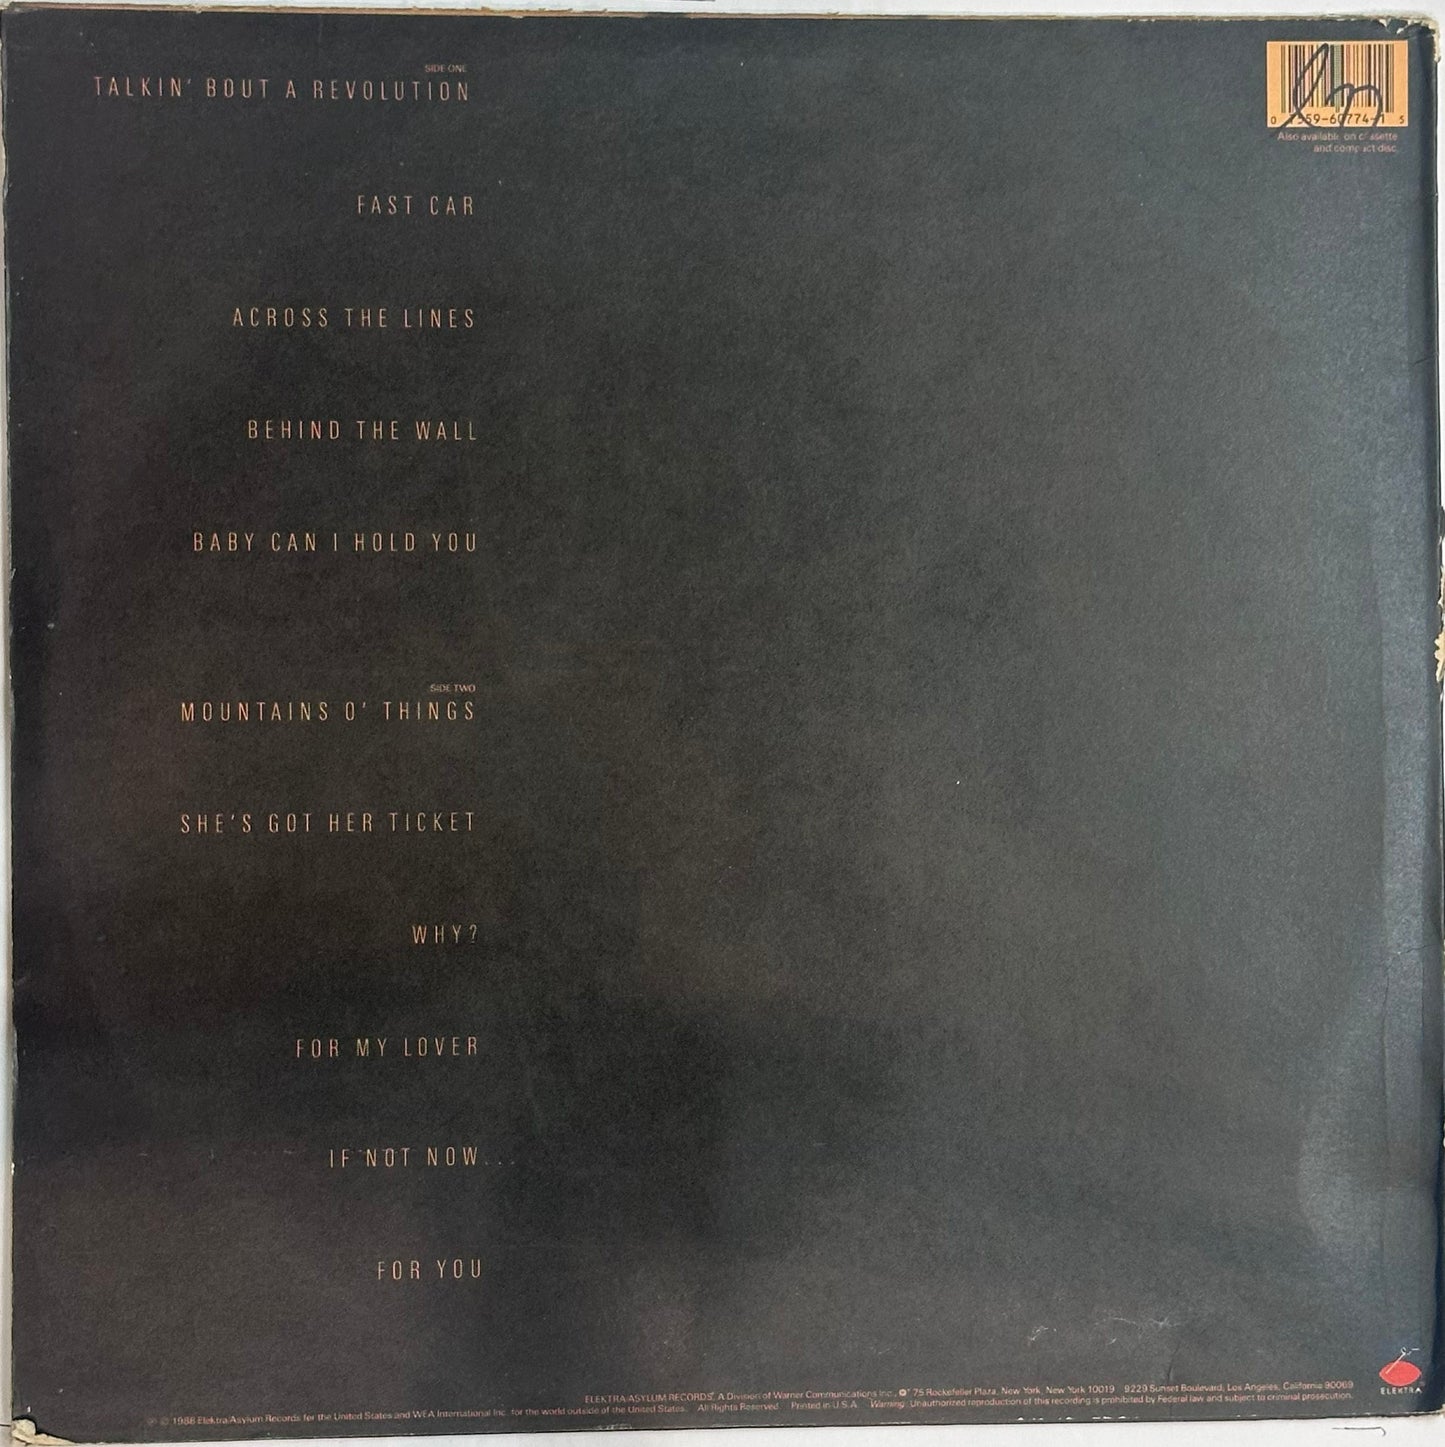 SIDE ONE
TALKIN' BOUT A REVOLUTION
FAST CAR
ACROSS THE LINES
BEHIND THE WALL
BABY CAN I HOLD YOU
SIDE TWO
MOUNTAINS O' THINGS
SHE'S GOT HER TICKET
WHY?
FOR MY LOVER
IF NOT NOW...
FOR YOU
0 7559-60774-1 5
Also available on cassette
and compact disc.
ELEKTRA
ELEKTRA/ASYLUM RECORDS, A Division of Warner Communications Inc., 75 Rockefeller Plaza, New York, New York 10019 9229 Sunset Boulevard, Los Angeles, California 90069
℗ © 1988 Elektra/Asylum Records for the United States and WEA International Inc. for the world outside of the United States. All Rights Reserved. Printed in U.S.A. Warning: Unauthorized reproduction of this recording is prohibited by Federal law and subject to criminal prosecution.